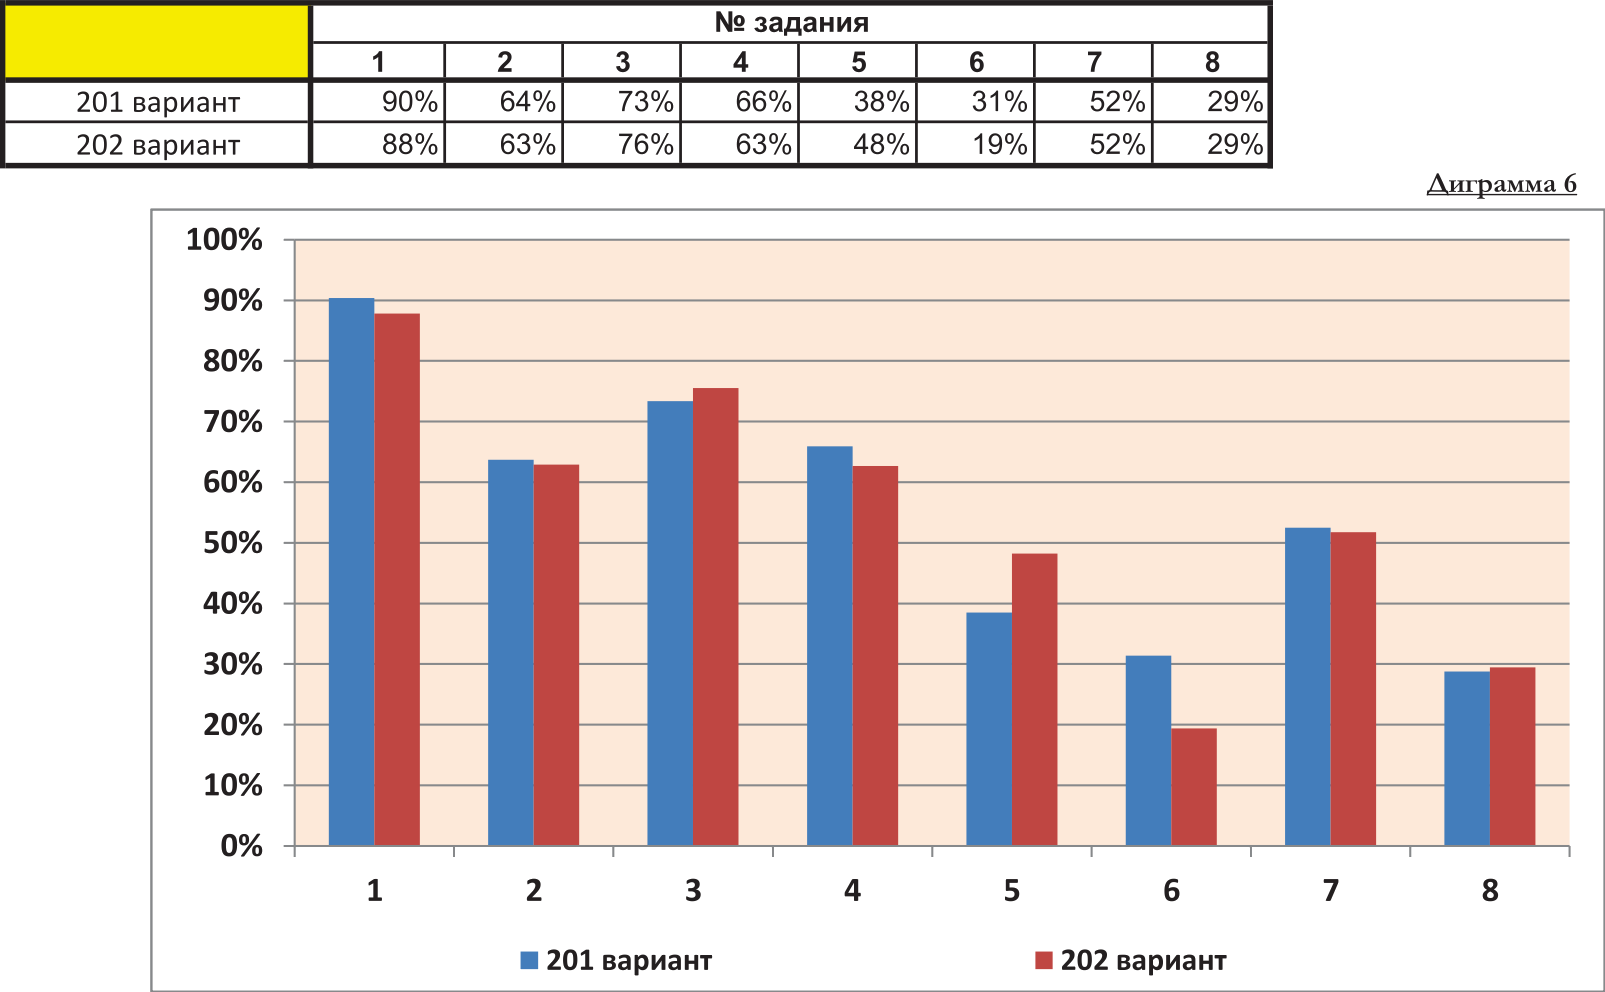 № задания
1 2 3 4 5 6 7 8
201 вариант 90% 64% 73% 66% 38% 31% 52% 29%
202 вариант 88% 63% 76% 63% 48% 19% 52% 29%
Диграмма 6
100%
90%
80%
70%
60%
50%
40%
30%
20%
10%
0%
1 2 3 4 5 6 7 8
201 вариант 202 вариант